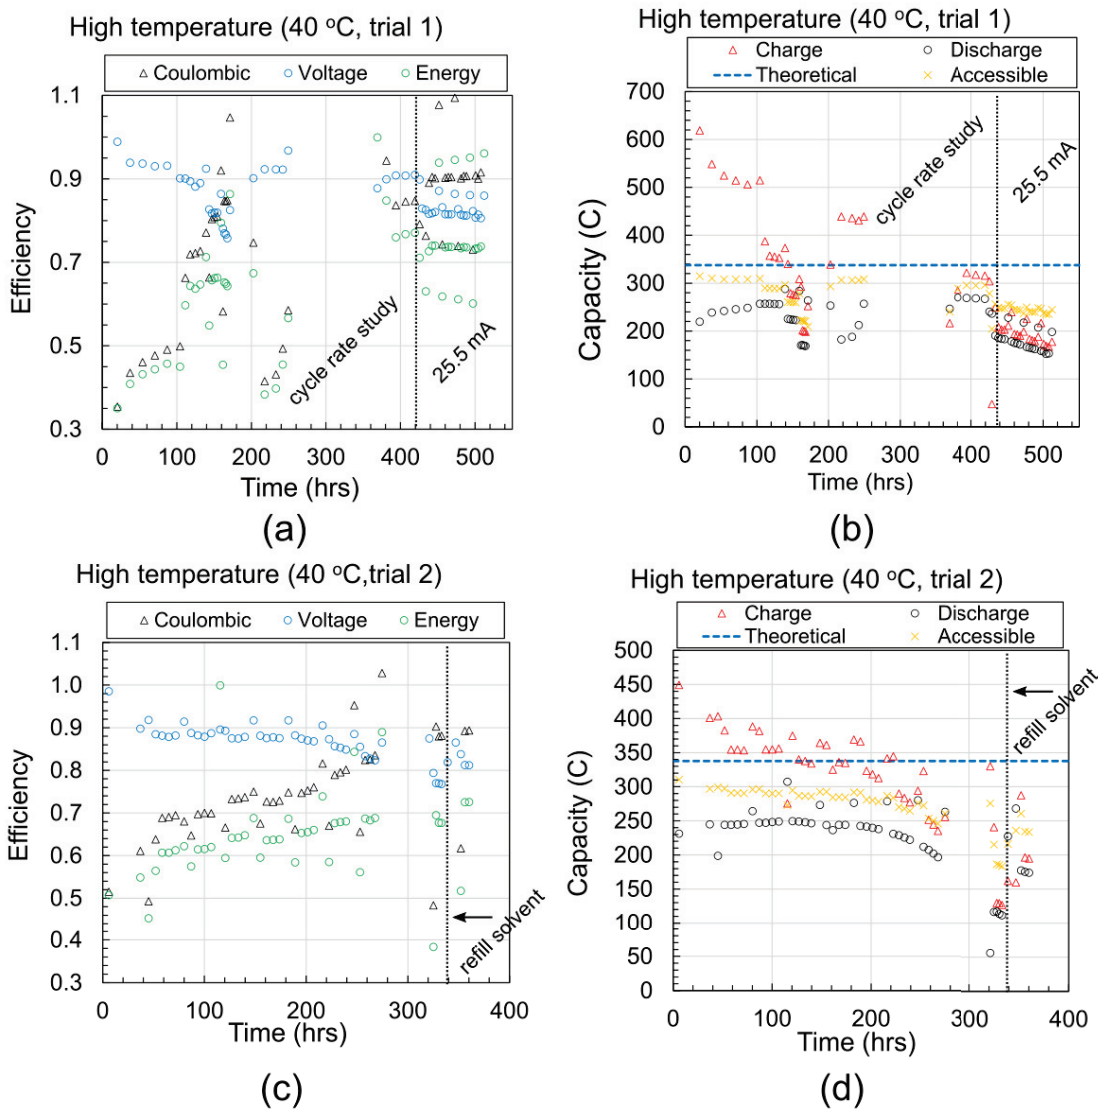 High temperature (40 °C, trial 1)
Coulombic Voltage Energy
1.1
0.9
0.7
0.5
0.3
Efficiency
cycle rate study
25.5 mA
0 100 200 300 400 500
Time (hrs)
(a)
High temperature (40 °C, trial 1)
Charge Discharge
Theoretical Accessible
700
600
500
400
300
200
100
0
Capacity (C)
cycle rate study
25.5 mA
0 100 200 300 400 500
Time (hrs)
(b)
High temperature (40 °C,trial 2)
Coulombic Voltage Energy
1.1
1.0
0.9
0.8
0.7
0.6
0.5
0.4
0.3
Efficiency
refill solvent
0 100 200 300 400
Time (hrs)
(c)
High temperature (40 °C, trial 2)
Charge Discharge
Theoretical Accessible
500
450
400
350
300
250
200
150
100
50
0
Capacity (C)
refill solvent
0 100 200 300 400
Time (hrs)
(d)